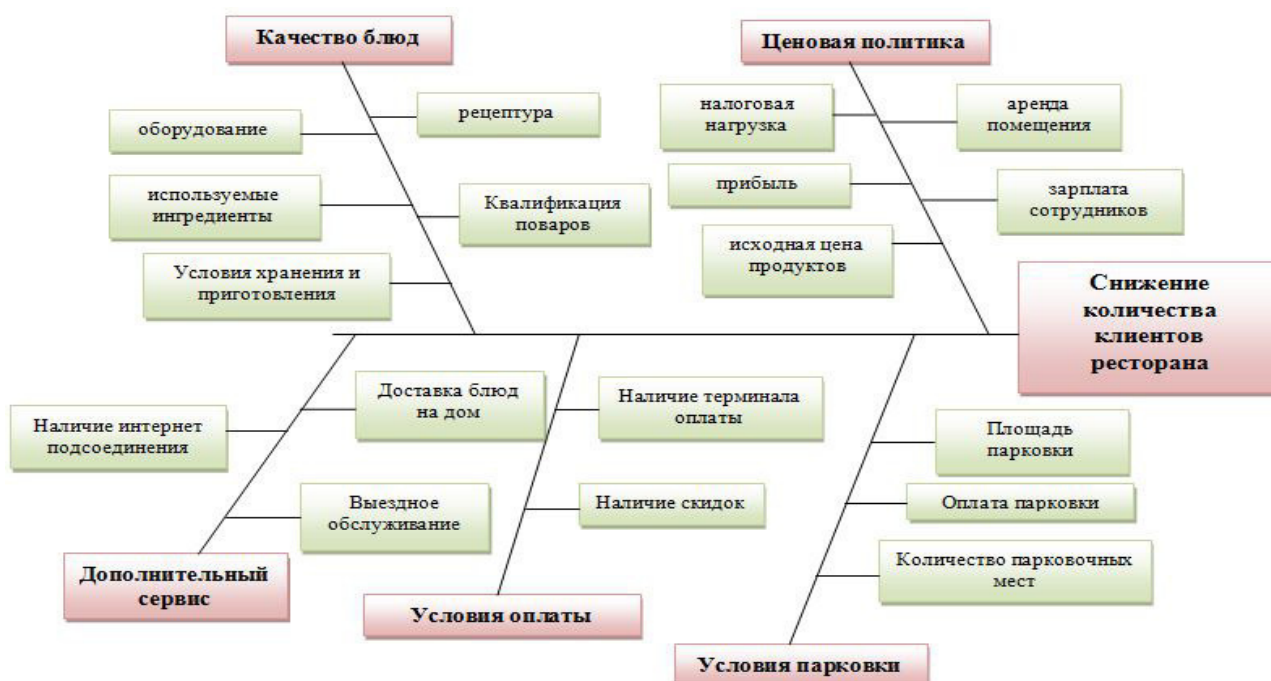 Качество блюд
Ценовая политика
оборудование
рецептура
налоговая
нагрузка
аренда
помещения
используемые
ингредиенты
Квалификация
поваров
прибыль
зарплата
сотрудников
Условия хранения и
приготовления
исходная цена
продуктов
Снижение
количества
клиентов
ресторана
Наличие интернет
подсоединения
Доставка блюд
на дом
Наличие терминала
оплаты
Площадь
парковки
Выездное
обслуживание
Наличие скидок
Оплата парковки
Количество парковочных
мест
Дополнительный
сервис
Условия оплаты
Условия парковки